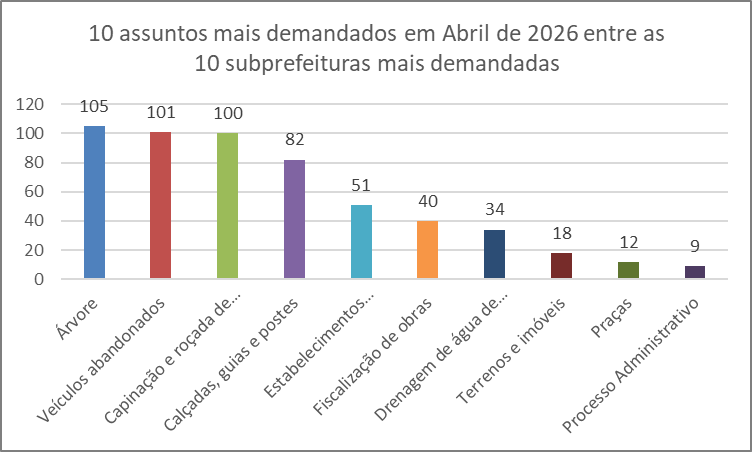 10 assuntos mais demandados em Abril de 2026 entre as
10 subprefeituras mais demandadas
120
100
80
60
40
20
0
105
101
100
82
51
40
34
18
12
9
Árvore
Veículos abandonados
Capinação e roçada de...
Calçadas, guias e postes
Estabelecimentos...
Fiscalização de obras
Drenagem de água de...
Terrenos e imóveis
Praças
Processo Administrativo